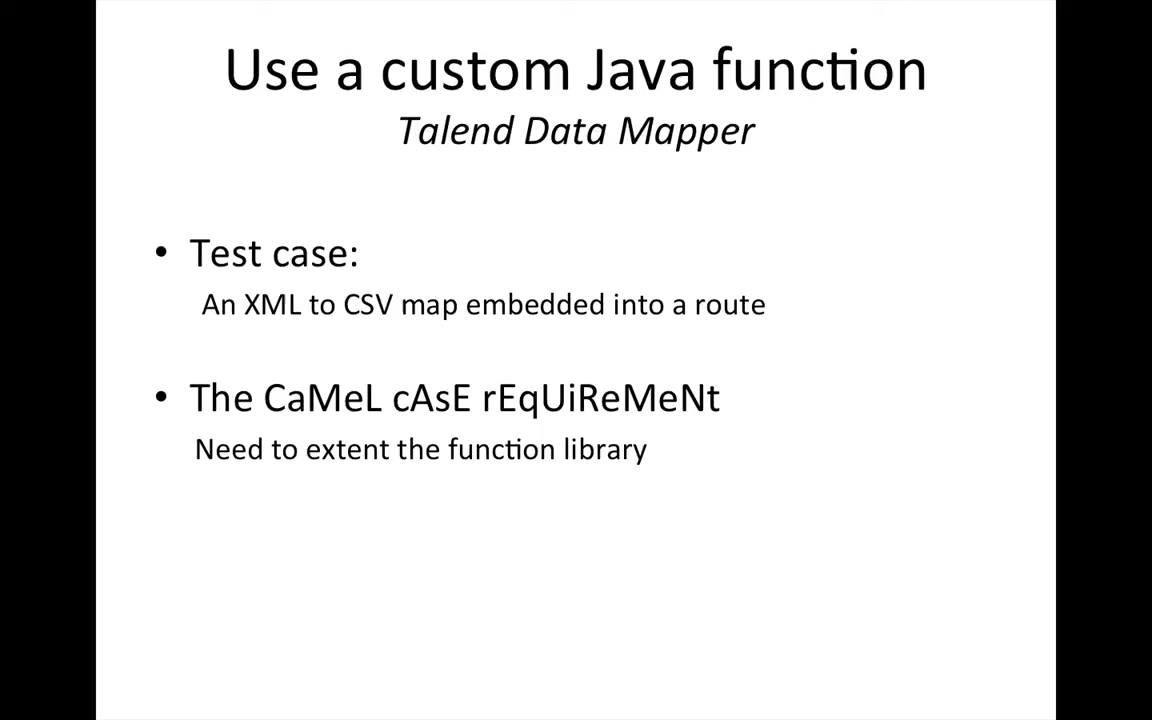 Use a custom Java function
Talend Data Mapper
• Test case:
An XML to CSV map embedded into a route
• The CaMeL cAsE rEqUiReMeNt
Need to extent the function library